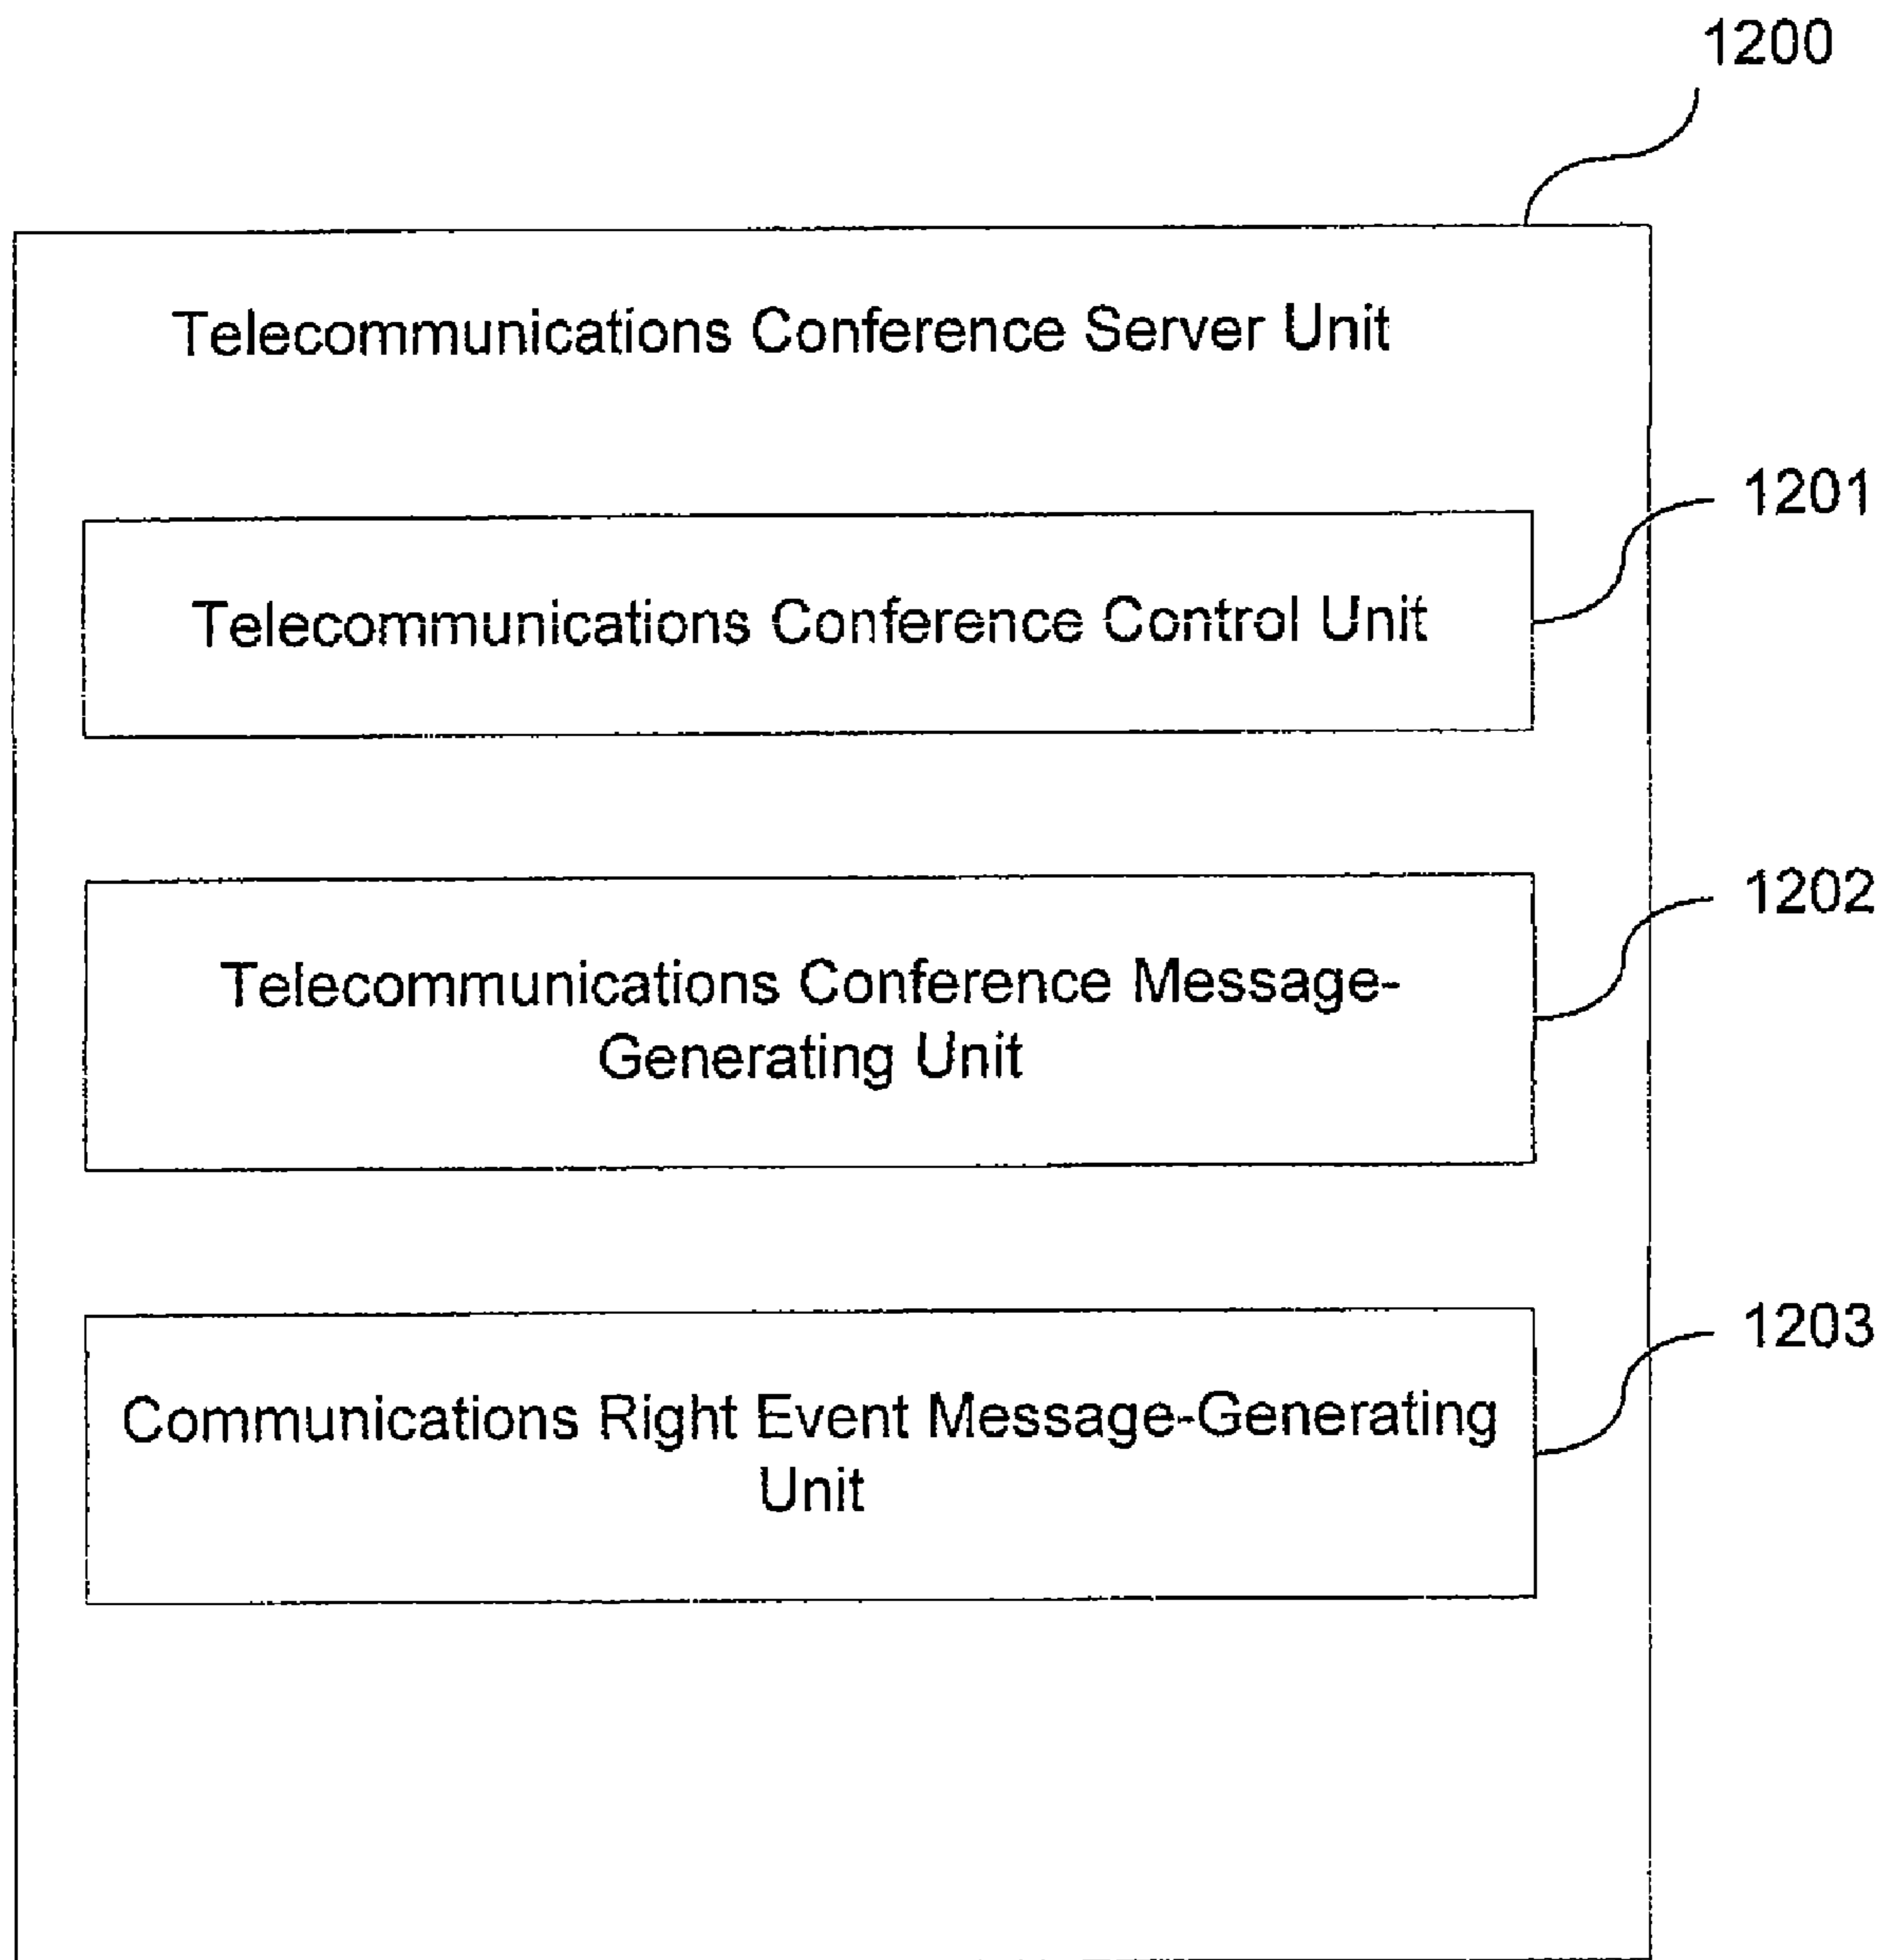 1200
Telecommunications Conference Server Unit
1201
Telecommunications Conference Control Unit
1202
Telecommunications Conference Message-
Generating Unit
1203
Communications Right Event Message-Generating
Unit